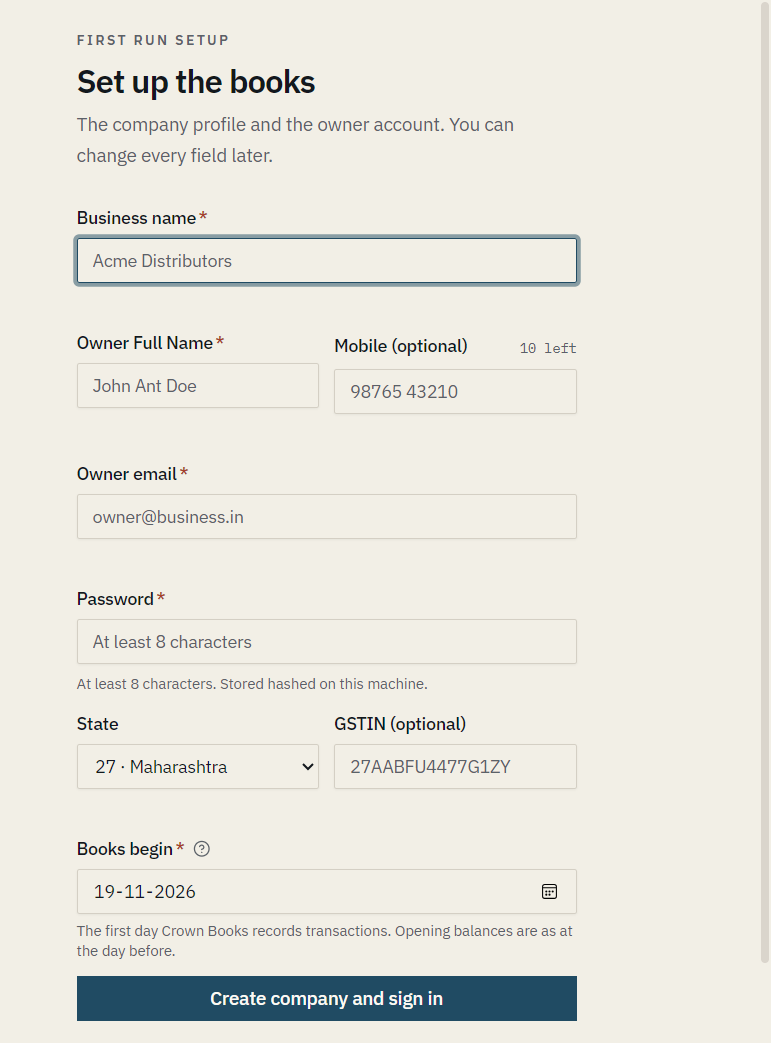 FIRST RUN SETUP
Set up the books
The company profile and the owner account. You can
change every field later.
Business name*
Acme Distributors
Owner Full Name*
John Ant Doe
Mobile (optional) 10 left
98765 43210
Owner email*
owner@business.in
Password*
At least 8 characters
At least 8 characters. Stored hashed on this machine.
State
27 · Maharashtra
GSTIN (optional)
27AABFU4477G1ZY
Books begin* ?
19-11-2026
The first day Crown Books records transactions. Opening balances are as at
the day before.
Create company and sign in